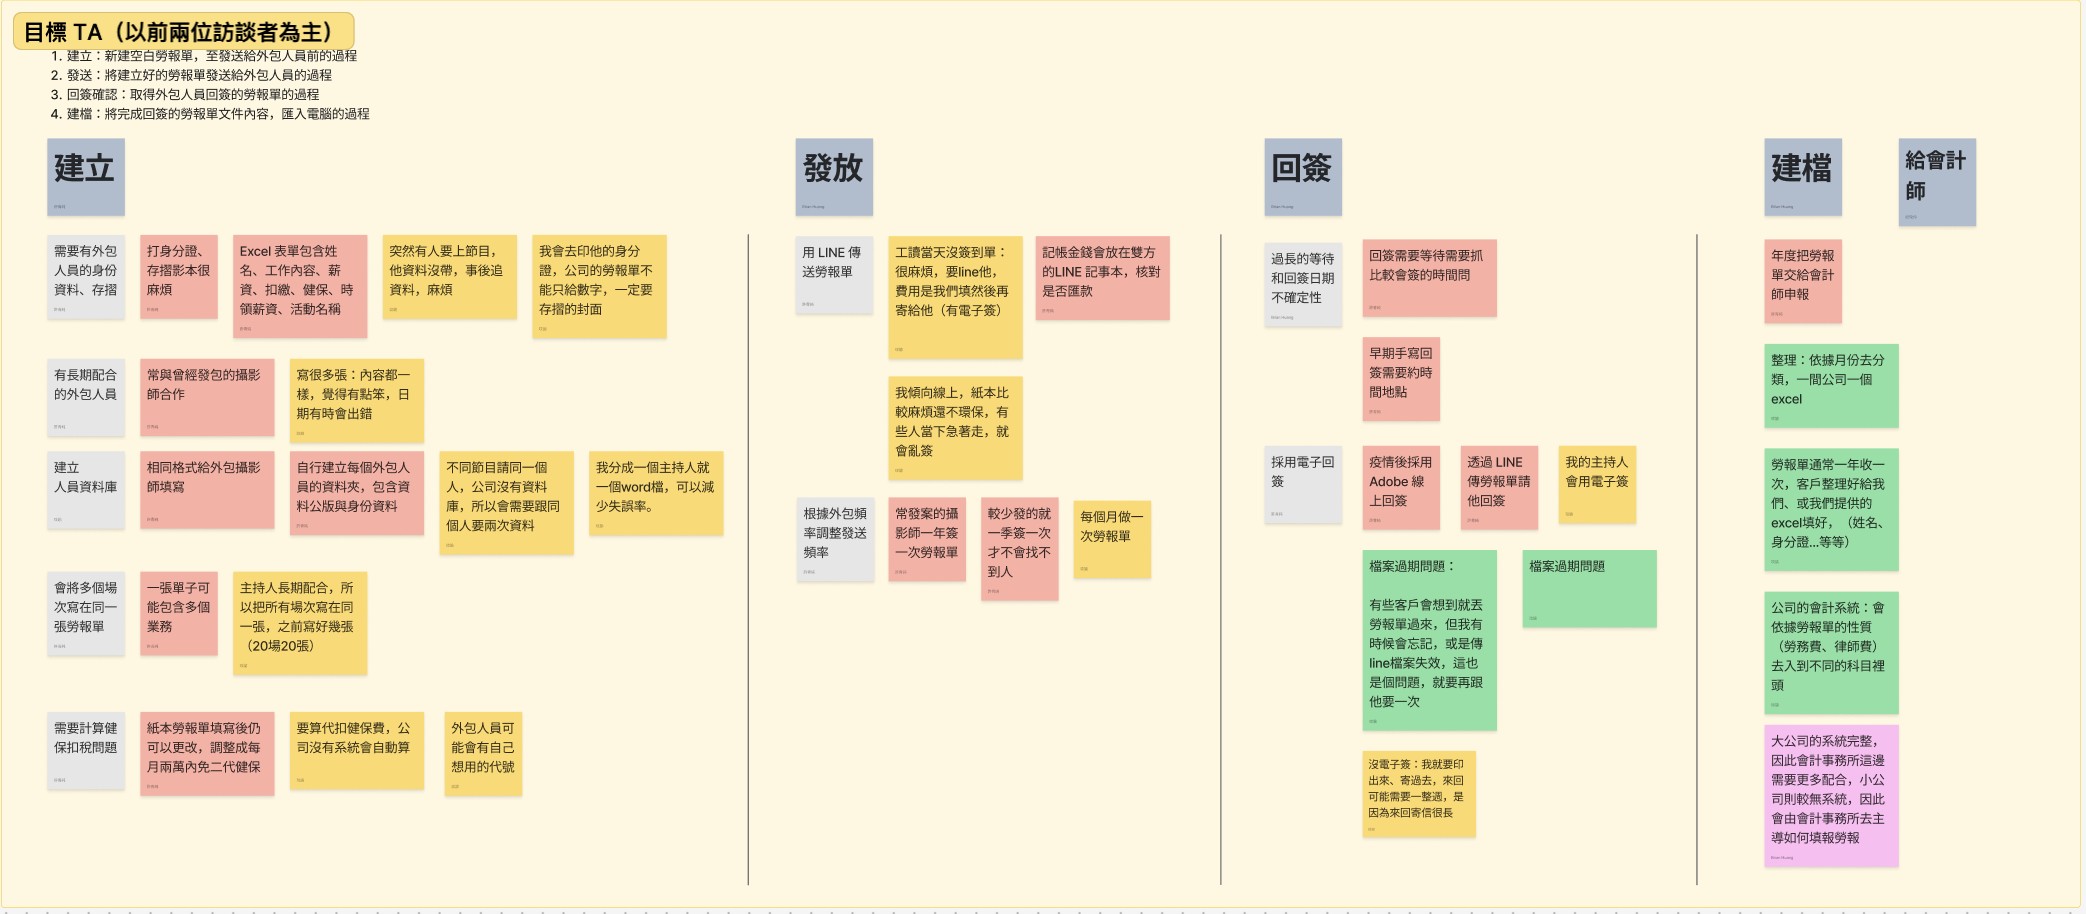 目標 TA（以前兩位訪談者為主）
1. 建立：新建空白勞報單，至發送給外包人員前的過程
2. 發送：將建立好的勞報單發送給外包人員的過程
3. 回簽確認：取得外包人員回簽的勞報單的過程
4. 建檔：將完成回簽的勞報單文件內容，匯入電腦的過程
建立
需要有外包
人員的身份
資料、存摺
打身分證、
存摺影本很
麻煩
Excel 表單包含姓
名、工作內容、薪
資、扣繳、健保、時
領薪資、活動名稱
突然有人要上節目，
他資料沒帶，事後追
資料，麻煩
我會去印他的身分
證，公司的勞報單不
能只給數字，一定要
存摺的封面
有長期配合
的外包人員
常與曾經發包的攝影
師合作
寫很多張：內容都一
樣，覺得有點笨，日
期有時會出錯
建立
人員資料庫
相同格式給外包攝影
師填寫
自行建立每個外包人
員的資料夾，包含資
料公版與身份資料
不同節目請同一個
人，公司沒有資料
庫，所以會需要跟同
個人要兩次資料
我分成一個主持人就
一個word檔，可以減
少失誤率。
會將多個場
次寫在同一
張勞報單
一張單子可
能包含多個
業務
主持人長期配合，所
以把所有場次寫在同
一張，之前寫好幾張
（20場20張）
需要計算健
保扣稅問題
紙本勞報單填寫後仍
可以更改，調整成每
月兩萬內免二代健保
要算代扣健保費，公
司沒有系統會自動算
外包人員可
能會有自己
想用的代號
發放
Brian Huang
用 LINE 傳
送勞報單
工讀當天沒簽到單：
很麻煩，要line他，
費用是我們填然後再
寄給他（有電子簽）
記帳金錢會放在雙方
的LINE 記事本，核對
是否匯款
我傾向線上，紙本比
較麻煩還不環保，有
些人當下急著走，就
會亂簽
根據外包頻
率調整發送
頻率
常發案的攝
影師一年簽
一次勞報單
較少發的就
一季簽一次
才不會找不
到人
每個月做一
次勞報單
回簽
Brian Huang
過長的等待
和回簽日期
不確定性
Brian Huang
回簽需要等待需要抓
比較會簽的時間問
早期手寫回
簽需要約時
間地點
採用電子回
簽
疫情後採用
Adobe 線
上回簽
透過 LINE
傳勞報單請
他回簽
我的主持人
會用電子簽
檔案過期問題：
有些客戶會想到就丟
勞報單過來，但我有
時候會忘記，或是傳
line檔案失效，這也
是個問題，就要再跟
他要一次
檔案過期問題
沒電子簽：我就要印
出來、寄過去，來回
可能需要一整週，是
因為來回寄信很長
建檔
Brian Huang
給會計
師
年度把勞報
單交給會計
師申報
整理：依據月份去分
類，一間公司一個
excel
勞報單通常一年收一
次，客戶整理好給我
們、或我們提供的
excel填好，（姓名、
身分證...等等）
公司的會計系統：會
依據勞報單的性質
（勞務費、律師費）
去入到不同的科目裡
頭
大公司的系統完整，
因此會計事務所這邊
需要更多配合，小公
司則較無系統，因此
會由會計事務所去主
導如何填報勞報
Brian Huang